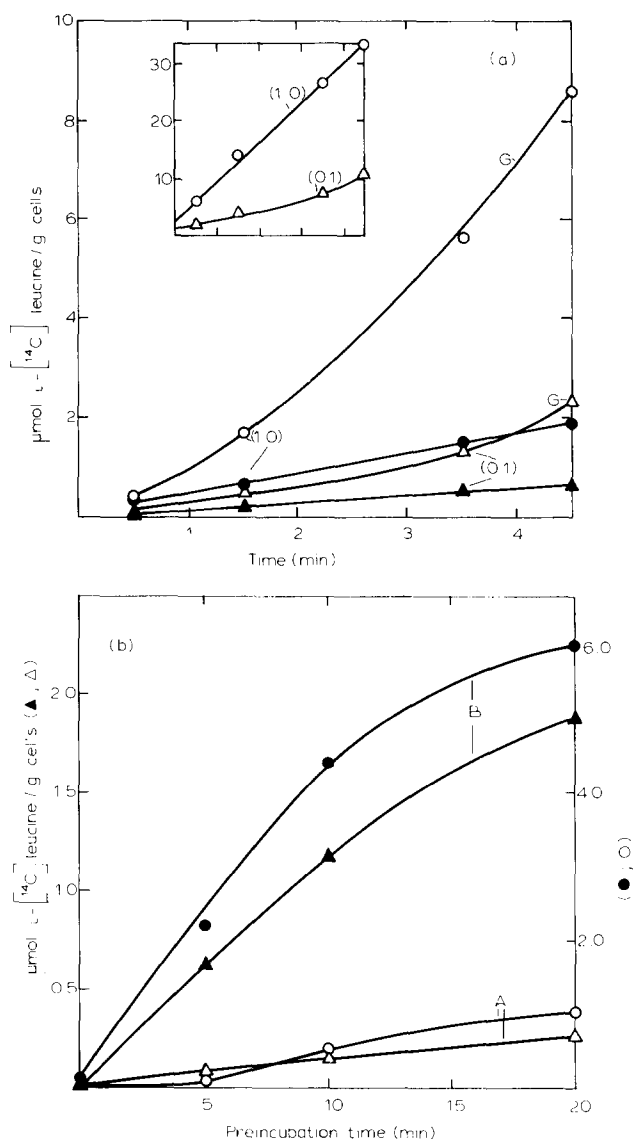 10
8
6
4
2
(a)
30
20
10
(1 0)
(0 1)
G
G
(1 0)
(0 1)
1
2
3
4
Time (min)
μmol ι-[¹⁴C] leucine/g cells
(b)
2.0
1.5
1.0
0.5
6.0
4.0
2.0
B
A
5
10
15
20
Preincubation time (min)
μmol ι-[¹⁴C] leucine/g cells (▲, △)
(●, ○)